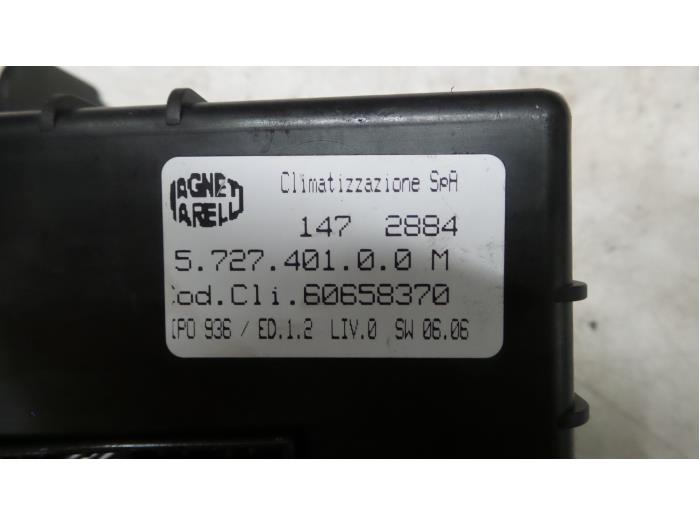 MAGNETI
MARELLI
Climatizzazione SpA
147 2884
5.727.401.0.0 M
Cod.Cli.60658370
IPO 936 / ED.1.2 LIV.0 SW 06.06